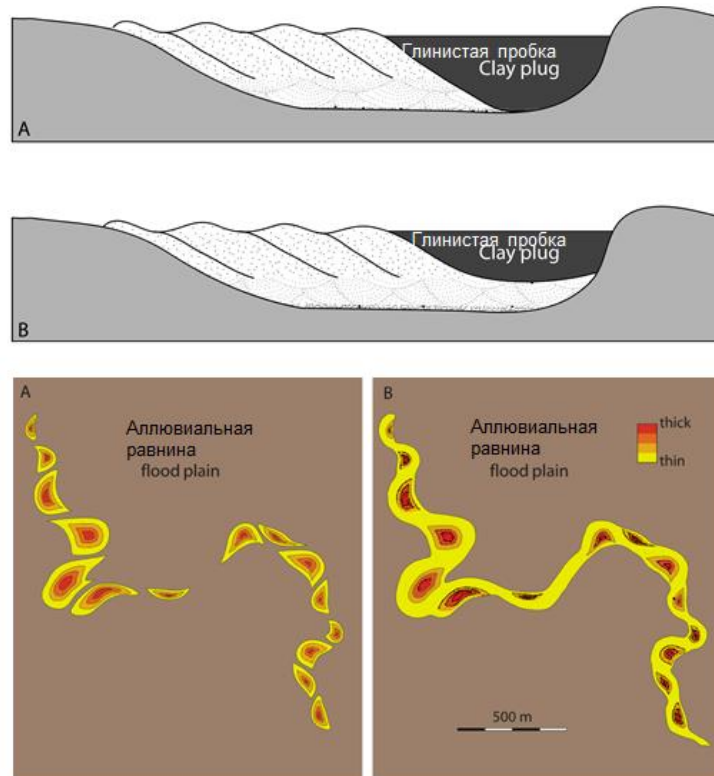 Глинистая пробка
Clay plug
A
Глинистая пробка
Clay plug
B
A
Аллювиальная
равнина
flood plain
B
Аллювиальная
равнина
flood plain
thick
thin
500 m